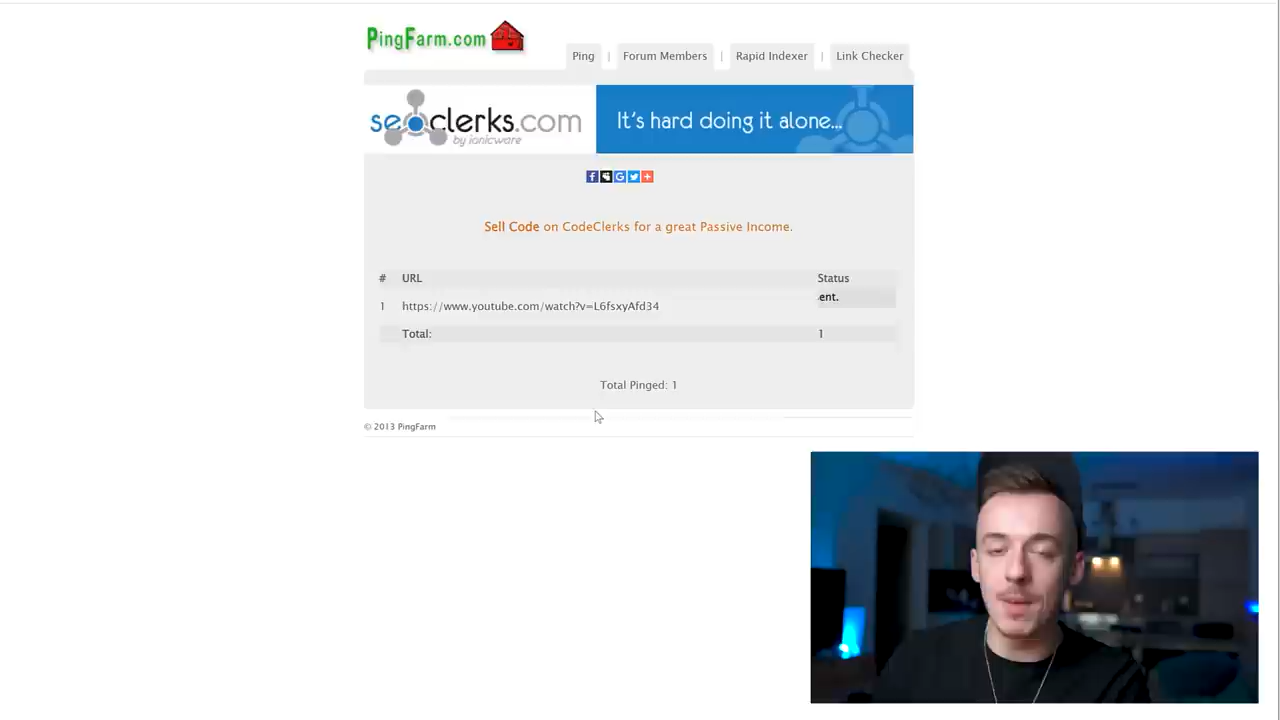 PingFarm.com
Ping | Forum Members | Rapid Indexer | Link Checker
seoclerks.com
by ionicware
It's hard doing it alone...
Sell Code on CodeClerks for a great Passive Income.
# URL Status
ent.
1 https://www.youtube.com/watch?v=L6fsxyAfd34
Total: 1
Total Pinged: 1
© 2013 PingFarm